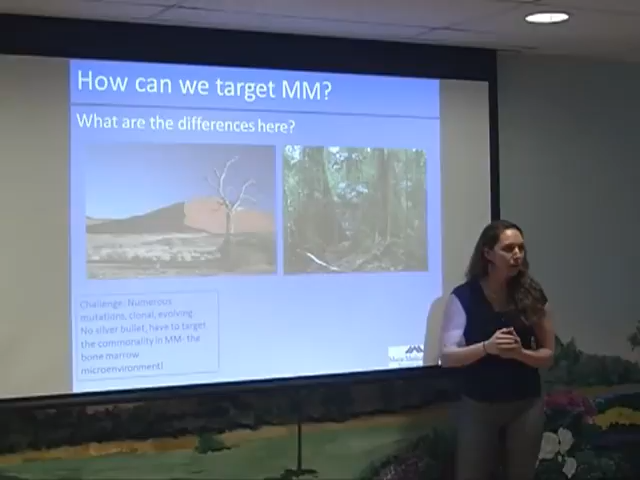 How can we target MM?
What are the differences here?
Challenge: Numerous
mutations, clonal, evolving.
No silver bullet, have to target
the commonality in MM- the
bone marrow
microenvironment!